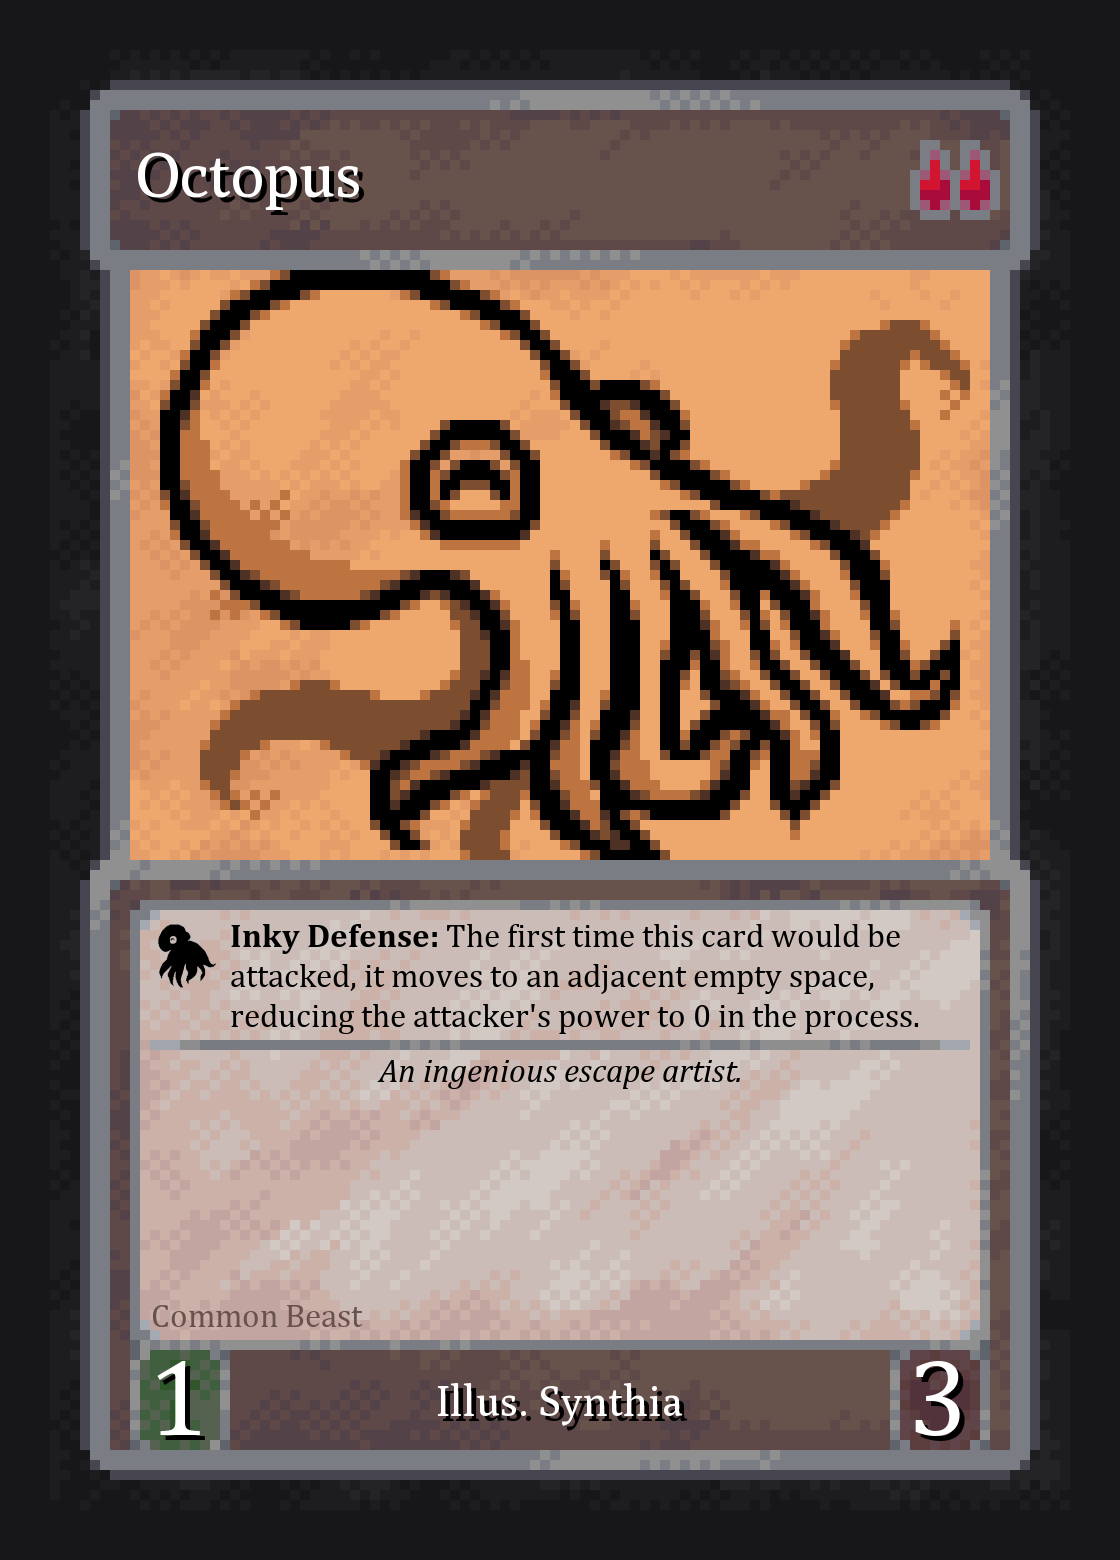 Octopus
Inky Defense: The first time this card would be
attacked, it moves to an adjacent empty space,
reducing the attacker's power to 0 in the process.
An ingenious escape artist.
Common Beast
1
Illus. Synthia
3